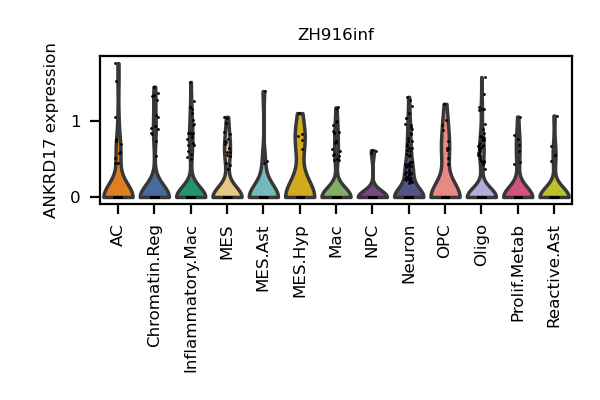 ZH916inf
ANKRD17 expression
1
0
AC
Chromatin.Reg
Inflammatory.Mac
MES
MES.Ast
MES.Hyp
Mac
NPC
Neuron
OPC
Oligo
Prolif.Metab
Reactive.Ast